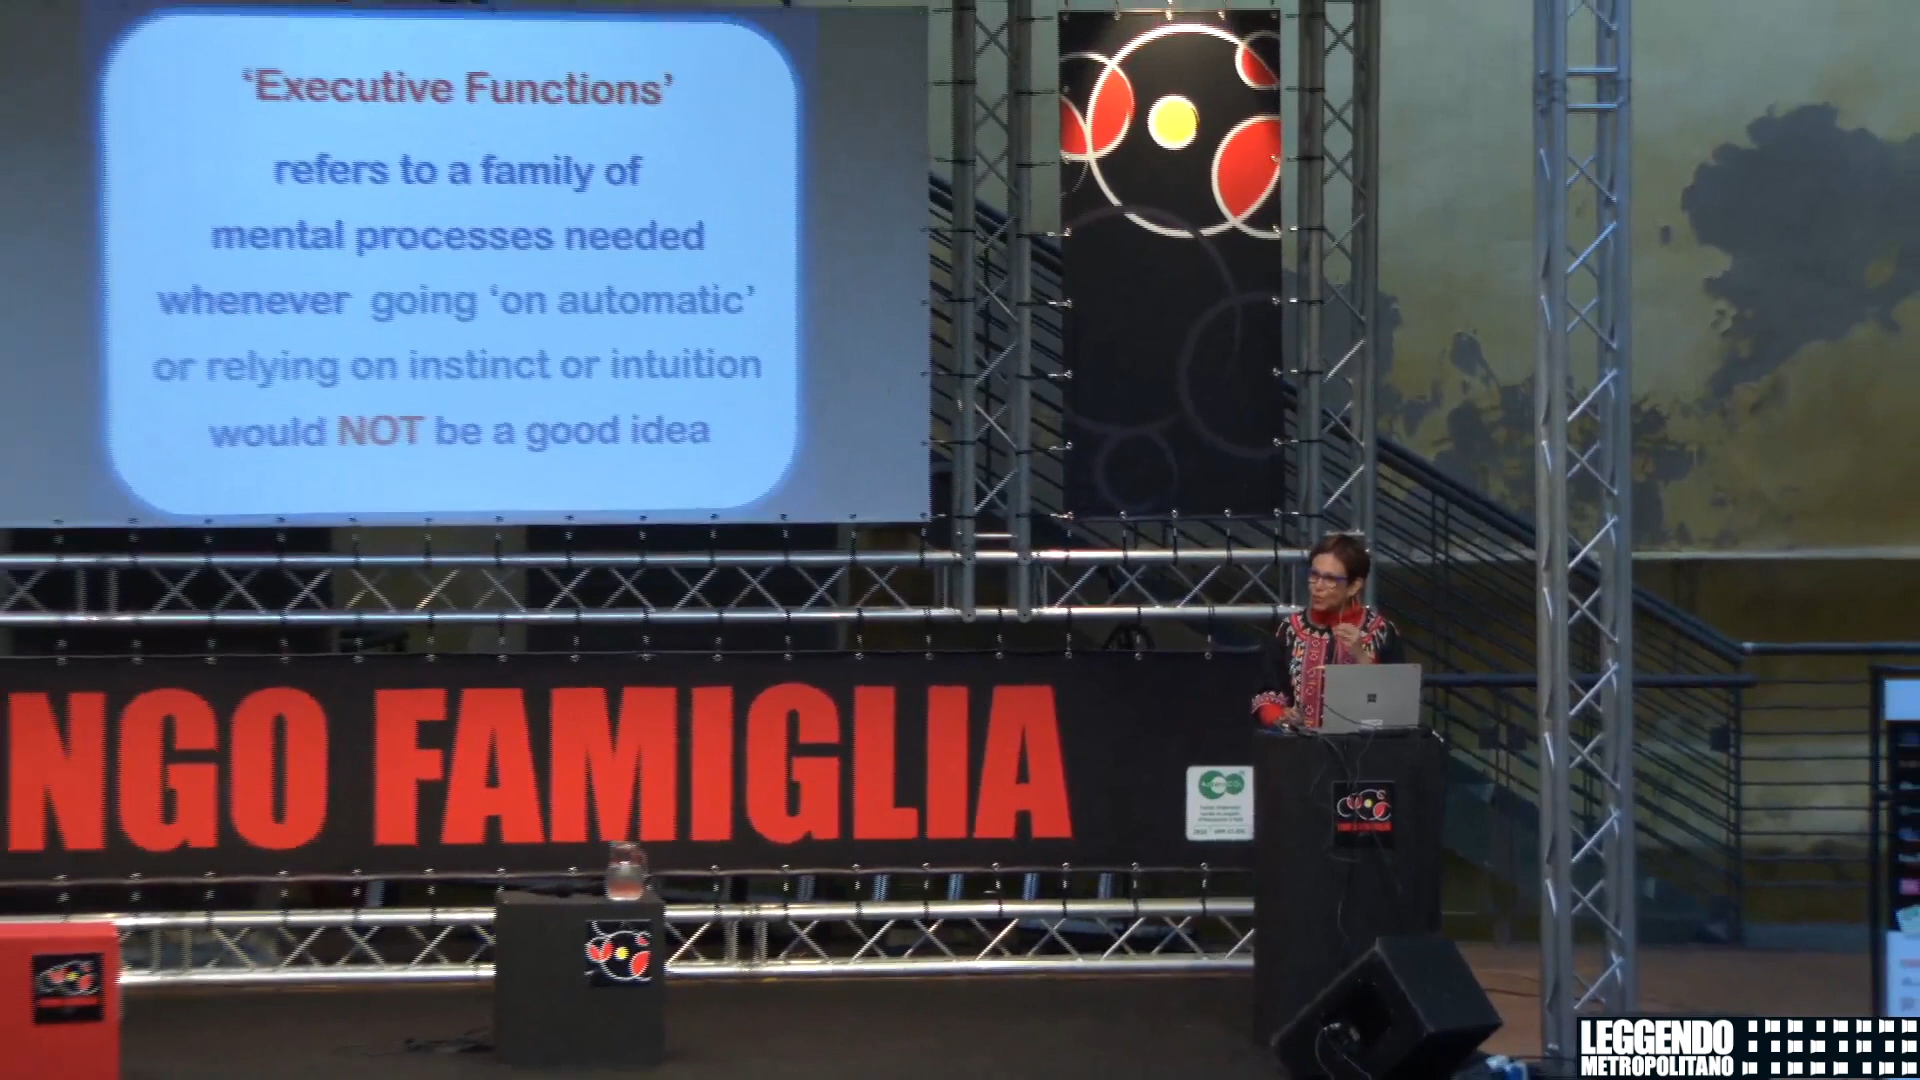 ‘Executive Functions’
refers to a family of
mental processes needed
whenever going ‘on automatic’
or relying on instinct or intuition
would NOT be a good idea
NGO FAMIGLIA
LEGGENDO
METROPOLITANO